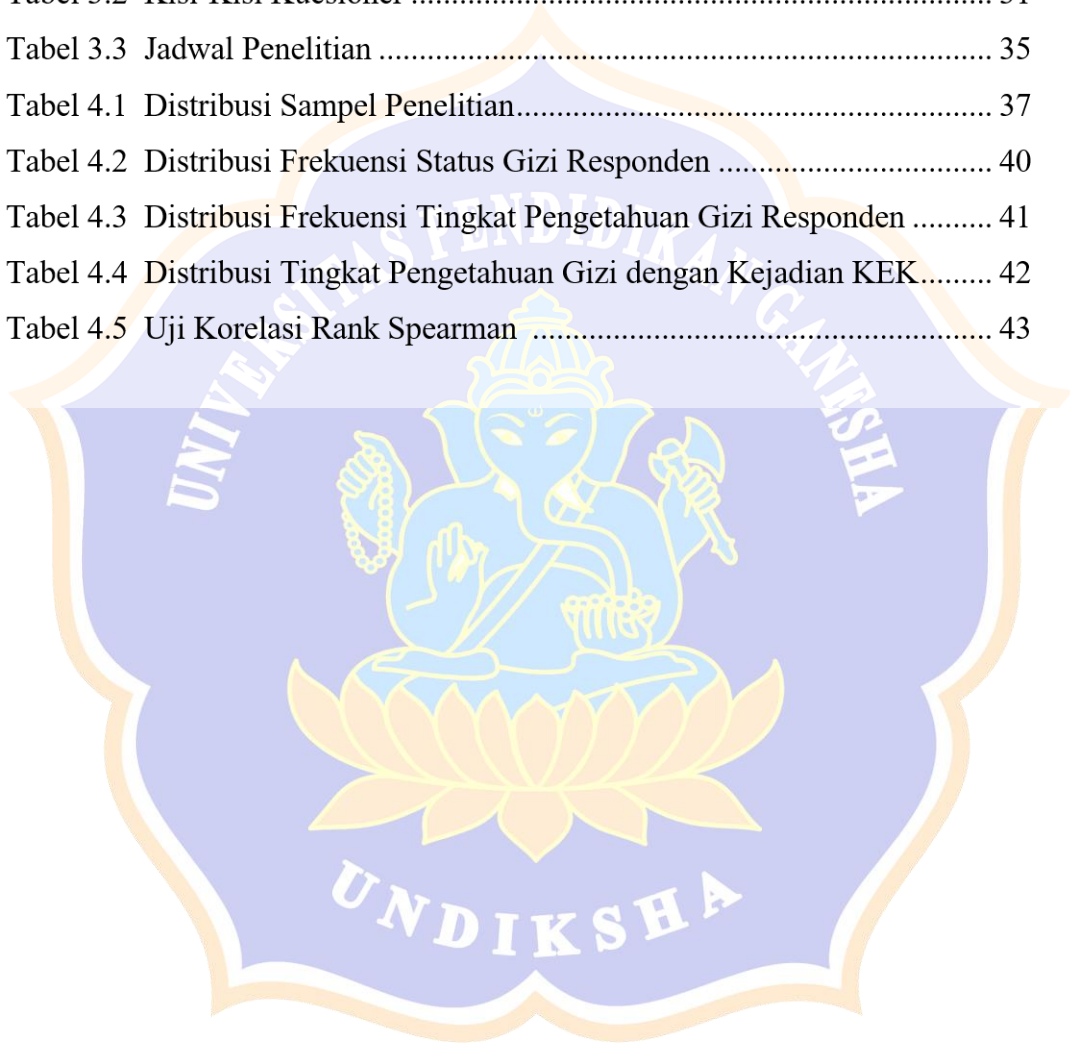 Tabel 3.3 Jadwal Penelitian ........................................................................... 35
Tabel 4.1 Distribusi Sampel Penelitian.......................................................... 37
Tabel 4.2 Distribusi Frekuensi Status Gizi Responden ................................. 40
Tabel 4.3 Distribusi Frekuensi Tingkat Pengetahuan Gizi Responden .......... 41
Tabel 4.4 Distribusi Tingkat Pengetahuan Gizi dengan Kejadian KEK......... 42
Tabel 4.5 Uji Korelasi Rank Spearman ........................................................ 43
UNIVERSITAS PENDIDIKAN GANESHA
UNDIKSHA